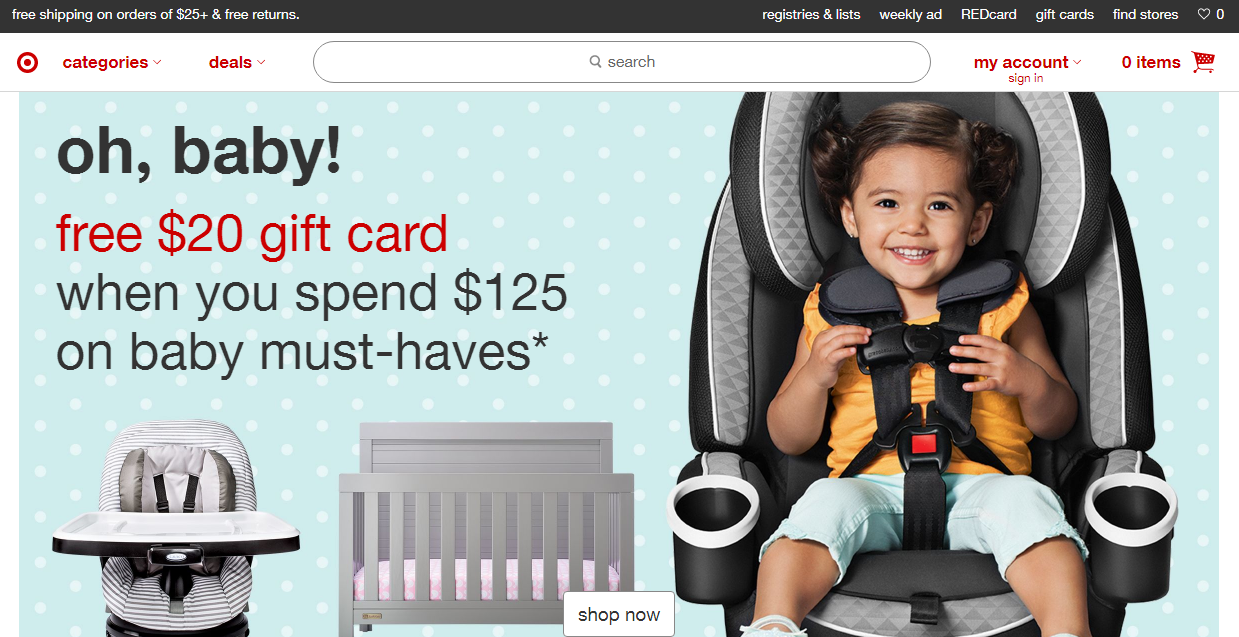 free shipping on orders of $25+ & free returns.
registries & lists weekly ad REDcard gift cards find stores 0
categories deals search my account 0 items
sign in
oh, baby!
free $20 gift card
when you spend $125
on baby must-haves*
shop now